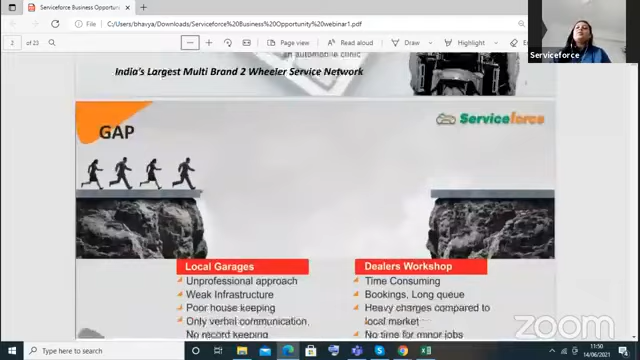 Serviceforce Business Opportuni
C:/Users/bhavya/Downloads/Serviceforce%20Business%20Opportunity%20webinar1.pdf
2 of 23
Page view
Read aloud
Draw
Highlight
Serviceforce
an automobile clinic
India's Largest Multi Brand 2 Wheeler Service Network
GAP
Serviceforce
Local Garages
Unprofessional approach
Weak Infrastructure
Poor house keeping
Only verbal communication,
No record keeping
Dealers Workshop
Time Consuming
Bookings, Long queue
Heavy charges compared to
local market
No time for minor jobs
zoom
Type here to search
11:50
14/06/2021